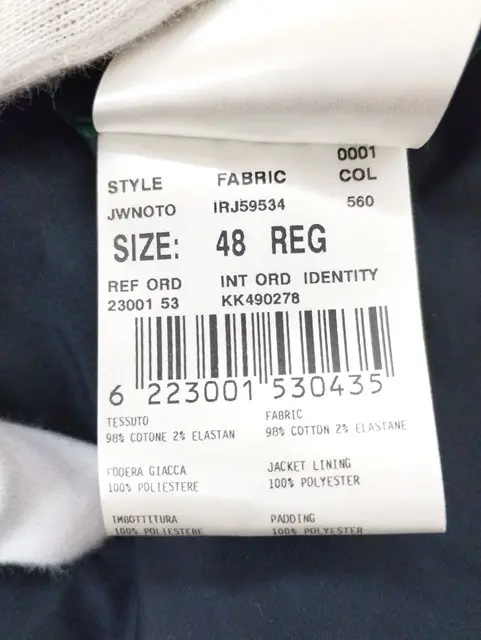 0001
STYLE FABRIC COL
JWNOTO IRJ59534 560
SIZE: 48 REG
REF ORD INT ORD IDENTITY
23001 53 KK490278
6 223001 530435
TESSUTO FABRIC
98% COTONE 2% ELASTAN 98% COTTON 2% ELASTANE
FODERA GIACCA JACKET LINING
100% POLIESTERE 100% POLYESTER
IMBOTTITURA PADDING
100% POLIESTERE 100% POLYESTER